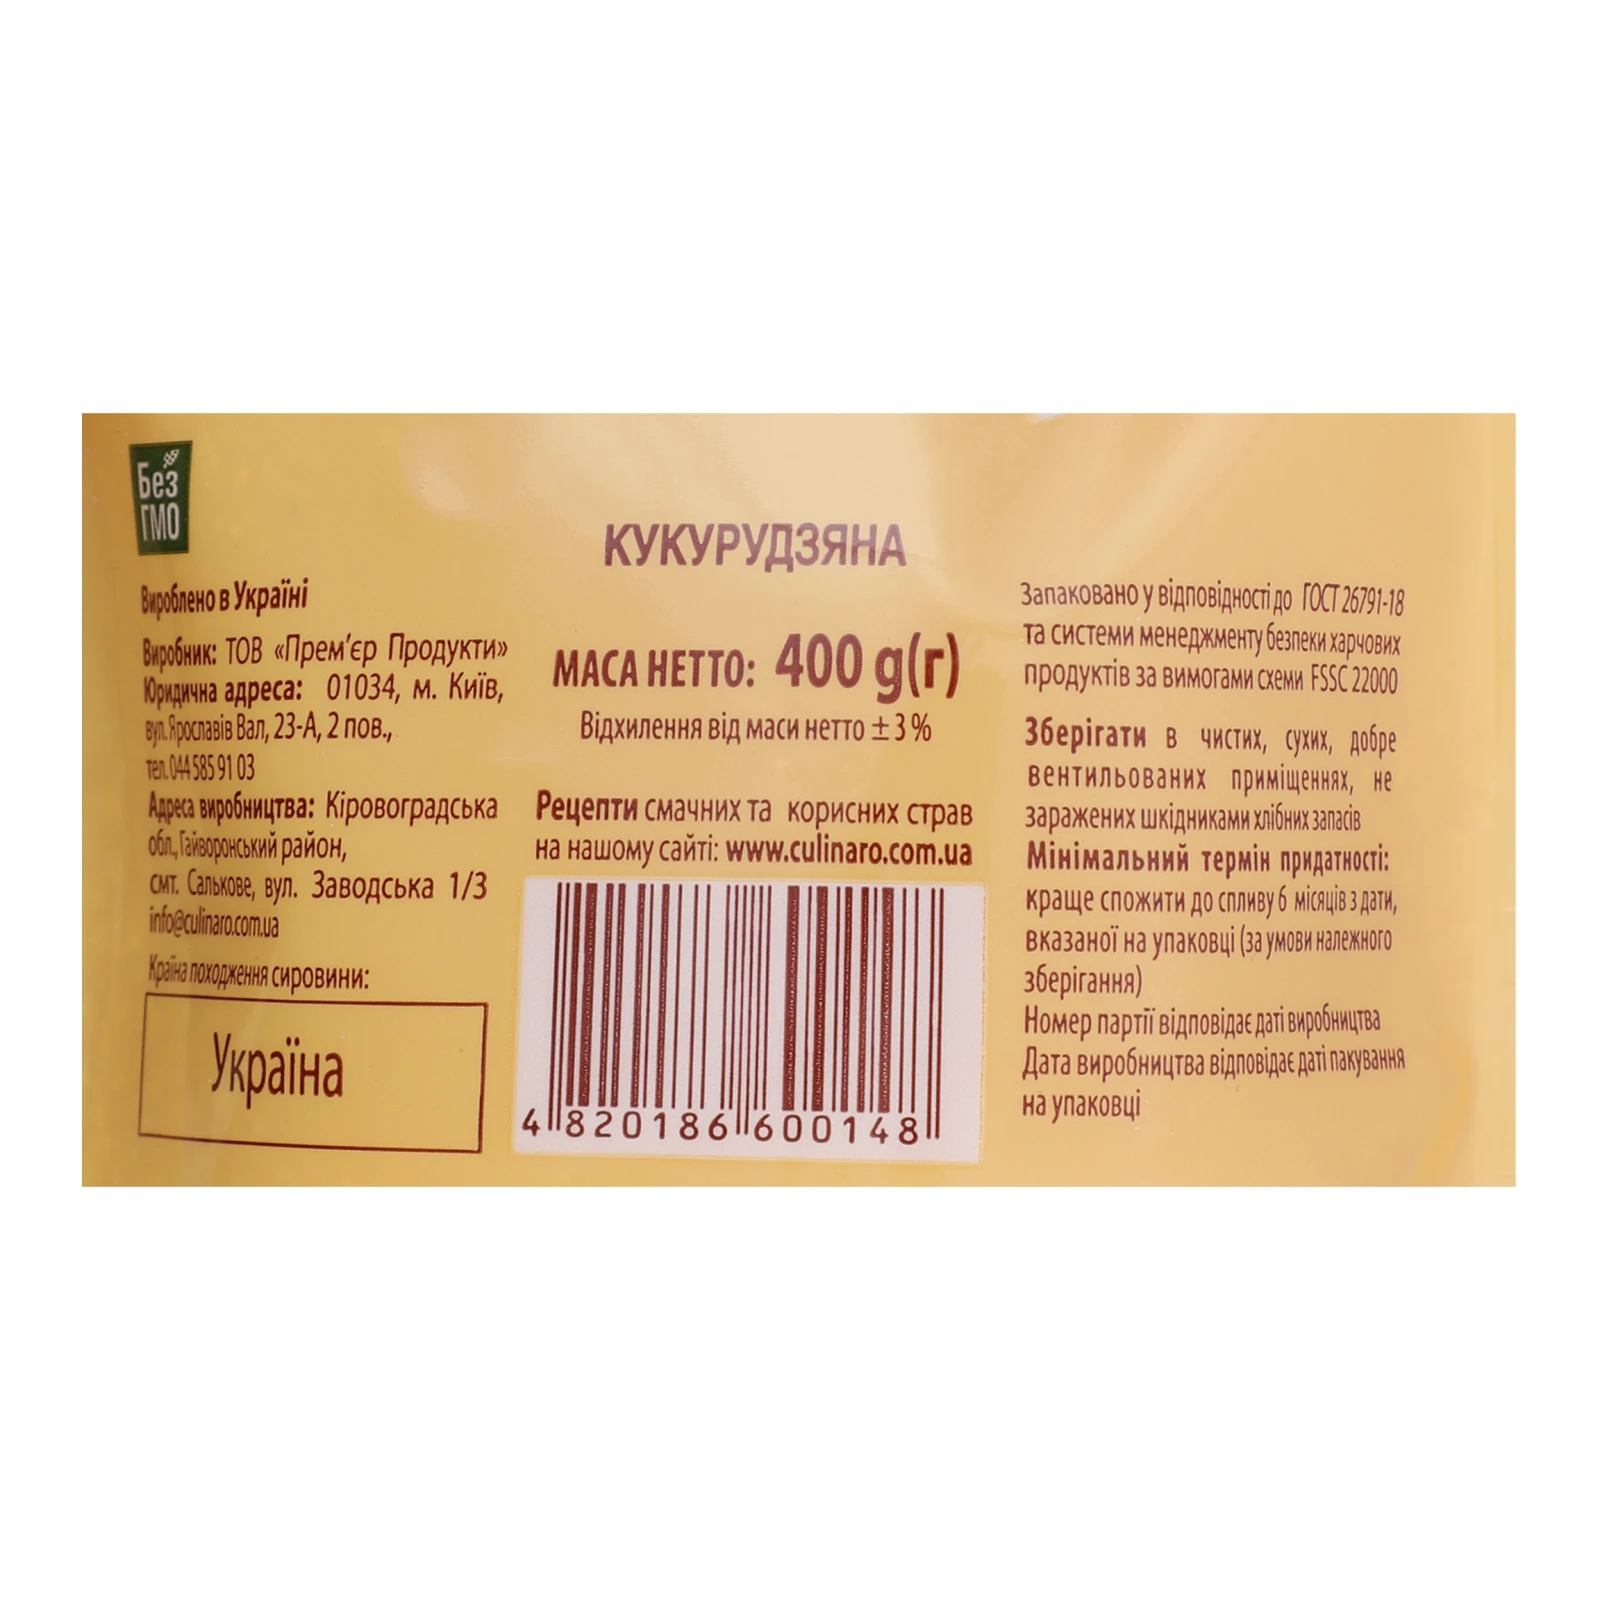 Без
ГМО
Вироблено в Україні
Виробник: ТОВ «Прем’єр Продукти»
Юридична адреса: 01034, м. Київ,
вул. Ярославів Вал, 23-А, 2 пов.,
тел. 044 585 91 03
Адреса виробництва: Кіровоградська
обл., Гайворонський район,
смт. Салькове, вул. Заводська 1/3
info@culinaro.com.ua
Країна походження сировини:
Україна
КУКУРУДЗЯНА
МАСА НЕТТО: 400 g(г)
Відхилення від маси нетто ± 3 %
Рецепти смачних та корисних страв
на нашому сайті: www.culinaro.com.ua
4 820186 600148
Запаковано у відповідності до ГОСТ 26791-18
та системи менеджменту безпеки харчових
продуктів за вимогами схеми FSSC 22000
Зберігати в чистих, сухих, добре
вентильованих приміщеннях, не
заражених шкідниками хлібних запасів
Мінімальний термін придатності:
краще спожити до спливу 6 місяців з дати,
вказаної на упаковці (за умови належного
зберігання)
Номер партії відповідає даті виробництва
Дата виробництва відповідає даті пакування
на упаковці